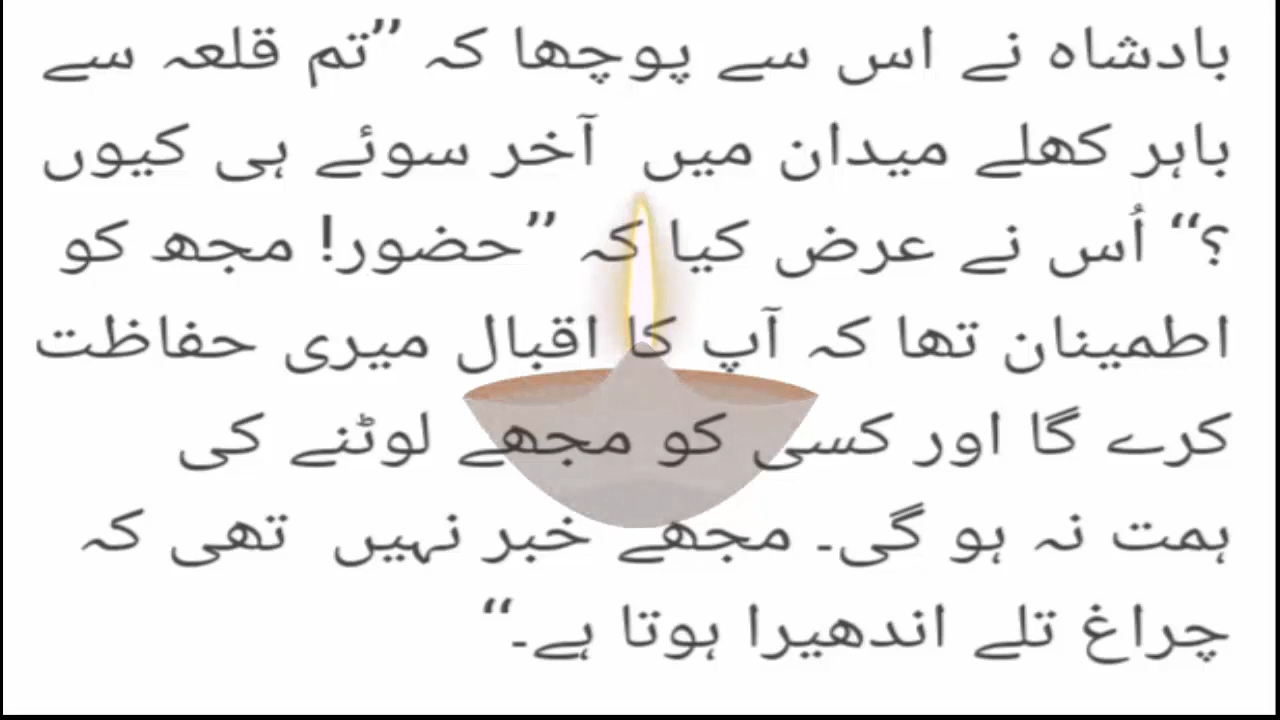 بادشاہ نے اس سے پوچھا کہ ’’تم قلعہ سے
باہر کھلے میدان میں آخر سوئے ہی کیوں
؟‘‘ اُس نے عرض کیا کہ ’’حضور! مجھ کو
اطمینان تھا کہ آپ کا اقبال میری حفاظت
کرے گا اور کسی کو مجھے لوٹنے کی
ہمت نہ ہو گی۔ مجھے خبر نہیں تھی کہ
چراغ تلے اندھیرا ہوتا ہے۔‘‘